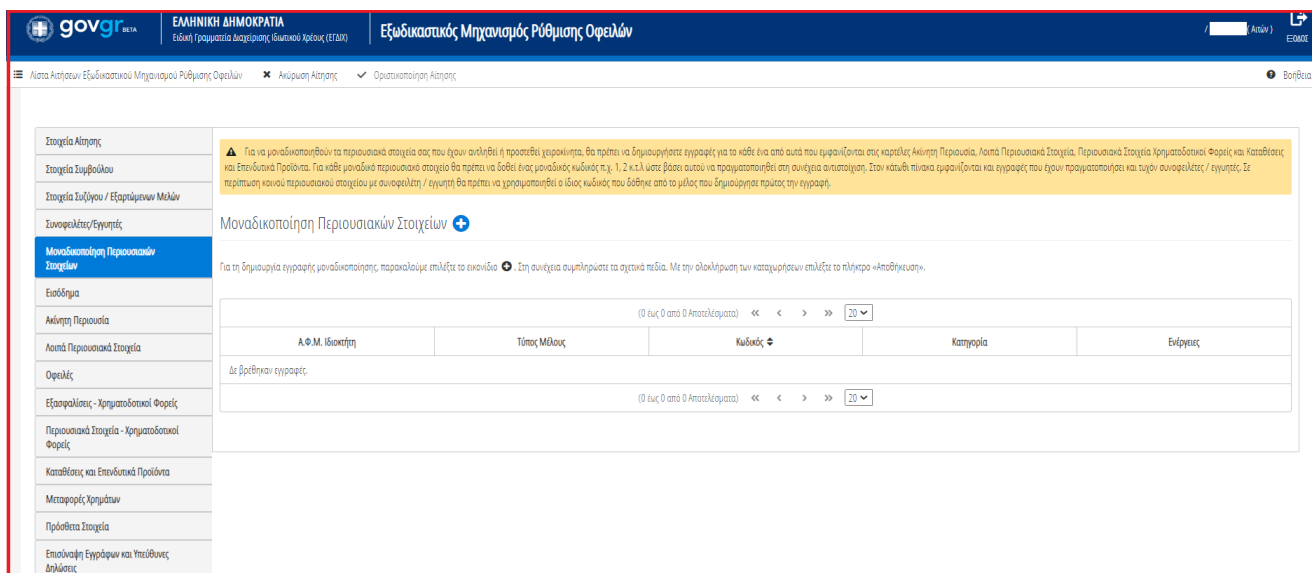 govgr BETA
ΕΛΛΗΝΙΚΗ ΔΗΜΟΚΡΑΤΙΑ
Ειδική Γραμματεία Διαχείρισης Ιδιωτικού Χρέους (ΕΓΔΙΧ)
Εξωδικαστικός Μηχανισμός Ρύθμισης Οφειλών
/ ( Αιτών )
ΕΞΟΔΟΣ
Λίστα Αιτήσεων Εξωδικαστικού Μηχανισμού Ρύθμισης Οφειλών
Ακύρωση Αίτησης
Οριστικοποίηση Αίτησης
Βοήθεια
Στοιχεία Αίτησης
Στοιχεία Συμβούλου
Στοιχεία Συζύγου / Εξαρτώμενων Μελών
Συνοφειλέτες/Εγγυητές
Μοναδικοποίηση Περιουσιακών
Στοιχείων
Εισόδημα
Ακίνητη Περιουσία
Λοιπά Περιουσιακά Στοιχεία
Οφειλές
Εξασφαλίσεις - Χρηματοδοτικοί Φορείς
Περιουσιακά Στοιχεία - Χρηματοδοτικοί
Φορείς
Καταθέσεις και Επενδυτικά Προϊόντα
Μεταφορές Χρημάτων
Πρόσθετα Στοιχεία
Επισύναψη Εγγράφων και Υπεύθυνες
Δηλώσεις
Για να μοναδικοποιηθούν τα περιουσιακά στοιχεία σας που έχουν αντληθεί ή προστεθεί χειροκίνητα, θα πρέπει να δημιουργήσετε εγγραφές για το κάθε ένα από αυτά που εμφανίζονται στις καρτέλες Ακίνητη Περιουσία, Λοιπά Περιουσιακά Στοιχεία, Περιουσιακά Στοιχεία Χρηματοδοτικοί Φορείς και Καταθέσεις
και Επενδυτικά Προϊόντα. Για κάθε μοναδικό περιουσιακό στοιχείο θα πρέπει να δοθεί ένας μοναδικός κωδικός π.χ. 1, 2 κ.τ.λ ώστε βάσει αυτού να πραγματοποιηθεί στη συνέχεια αντιστοίχιση. Στον κάτωθι πίνακα εμφανίζονται και εγγραφές που έχουν πραγματοποιήσει και τυχόν συνοφειλέτες / εγγυητές. Σε
περίπτωση κοινού περιουσιακού στοιχείου με συνοφειλέτη / εγγυητή θα πρέπει να χρησιμοποιηθεί ο ίδιος κωδικός που δόθηκε από το μέλος που δημιούργησε πρώτος την εγγραφή.
Μοναδικοποίηση Περιουσιακών Στοιχείων
Για τη δημιουργία εγγραφής μοναδικοποίησης, παρακαλούμε επιλέξτε το εικονίδιο . Στη συνέχεια συμπληρώστε τα σχετικά πεδία. Με την ολοκλήρωση των καταχωρήσεων επιλέξτε το πλήκτρο «Αποθήκευση».
(0 έως 0 από 0 Αποτελέσματα) « ‹ › » 20
Α.Φ.Μ. Ιδιοκτήτη Τύπος Μέλους Κωδικός Κατηγορία Ενέργειες
Δε βρέθηκαν εγγραφές.
(0 έως 0 από 0 Αποτελέσματα) « ‹ › » 20